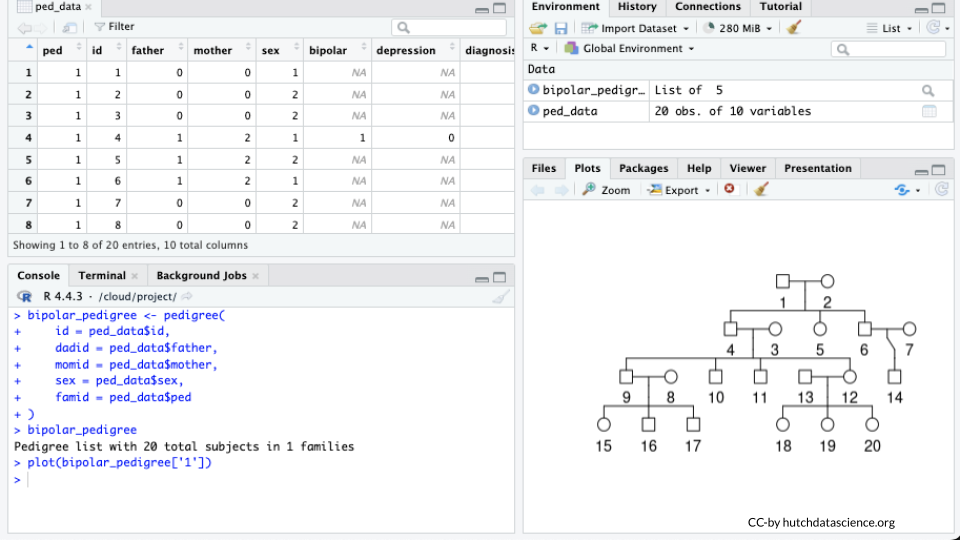 ped_data
Filter
ped id father mother sex bipolar depression diagnosis
1 1 1 0 0 1 NA NA
2 1 2 0 0 2 NA NA
3 1 3 0 0 2 NA NA
4 1 4 1 2 1 1 0
5 1 5 1 2 2 NA NA
6 1 6 1 2 1 NA NA
7 1 7 0 0 2 NA NA
8 1 8 0 0 2 NA NA
Showing 1 to 8 of 20 entries, 10 total columns
Console Terminal Background Jobs
R 4.4.3 · /cloud/project/
> bipolar_pedigree <- pedigree(
+ id = ped_data$id,
+ dadid = ped_data$father,
+ momid = ped_data$mother,
+ sex = ped_data$sex,
+ famid = ped_data$ped
+ )
> bipolar_pedigree
Pedigree list with 20 total subjects in 1 families
> plot(bipolar_pedigree['1'])
>
Environment History Connections Tutorial
Import Dataset 280 MiB List
R Global Environment
Data
bipolar_pedigr… List of 5
ped_data 20 obs. of 10 variables
Files Plots Packages Help Viewer Presentation
Zoom Export
1 2
4 3 5 6 7
9 8 10 11 13 12 14
15 16 17 18 19 20
CC-by hutchdatascience.org